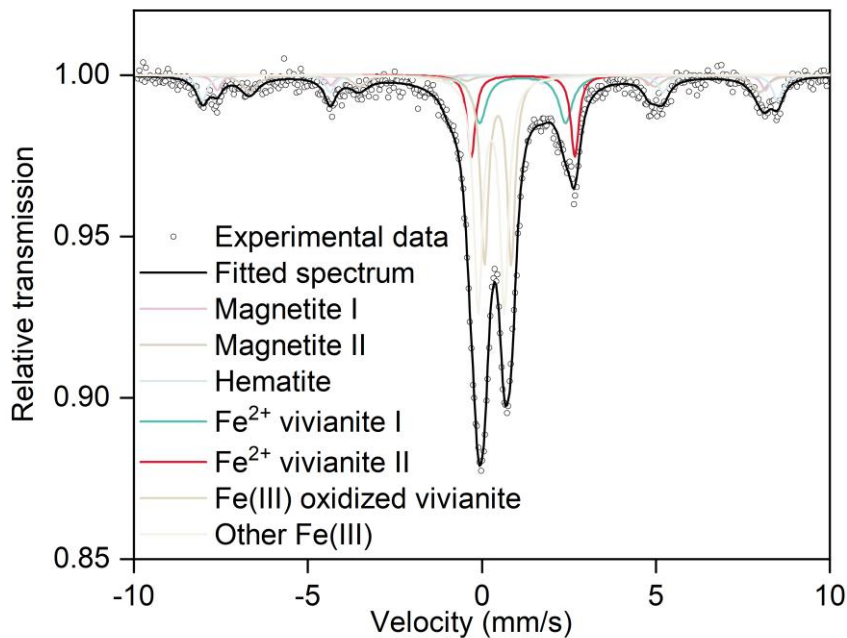 1.00
0.95
0.90
0.85
Relative transmission
Experimental data
Fitted spectrum
Magnetite I
Magnetite II
Hematite
Fe²⁺ vivianite I
Fe²⁺ vivianite II
Fe(III) oxidized vivianite
Other Fe(III)
-10 -5 0 5 10
Velocity (mm/s)